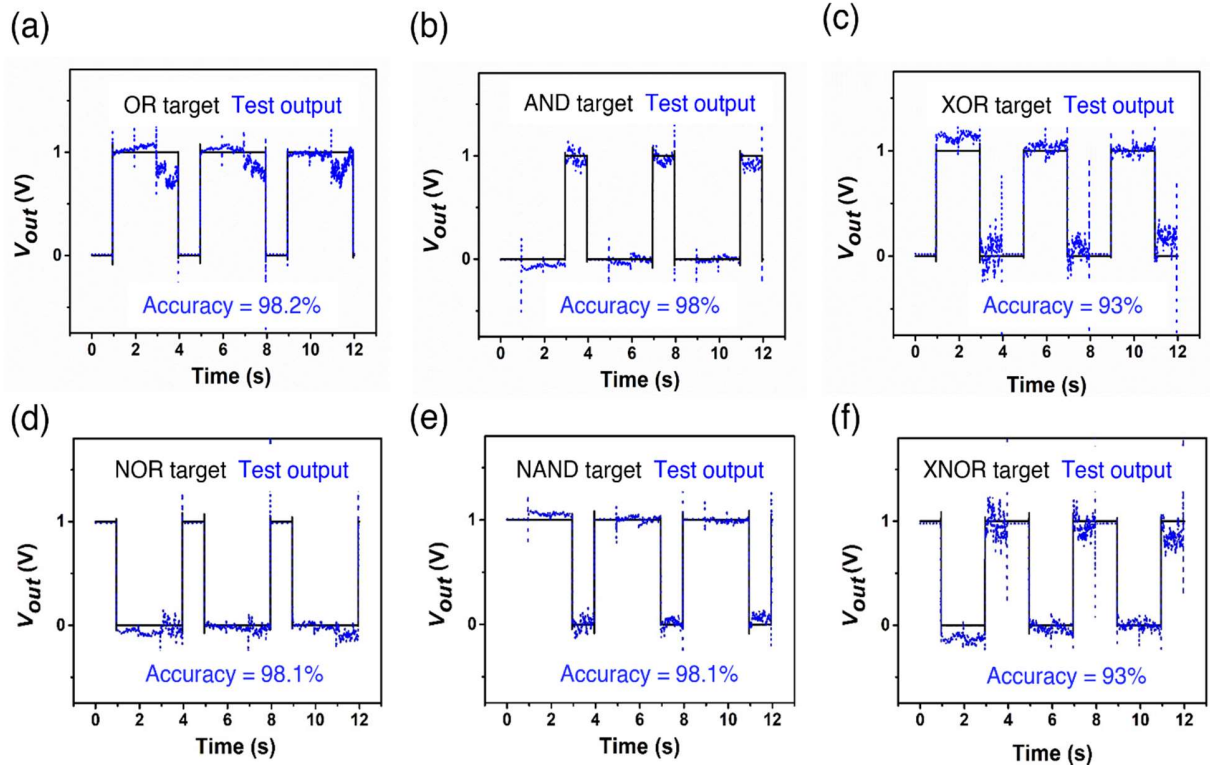 (a)
OR target Test output
1
0
Accuracy = 98.2%
0 2 4 6 8 10 12
Time (s)
Vout (V)
(b)
AND target Test output
1
0
Accuracy = 98%
0 2 4 6 8 10 12
Time (s)
Vout (V)
(c)
XOR target Test output
1
0
Accuracy = 93%
0 2 4 6 8 10 12
Time (s)
Vout (V)
(d)
NOR target Test output
1
0
Accuracy = 98.1%
0 2 4 6 8 10 12
Time (s)
Vout (V)
(e)
NAND target Test output
1
0
Accuracy = 98.1%
0 2 4 6 8 10 12
Time (s)
Vout (V)
(f)
XNOR target Test output
1
0
Accuracy = 93%
0 2 4 6 8 10 12
Time (s)
Vout (V)